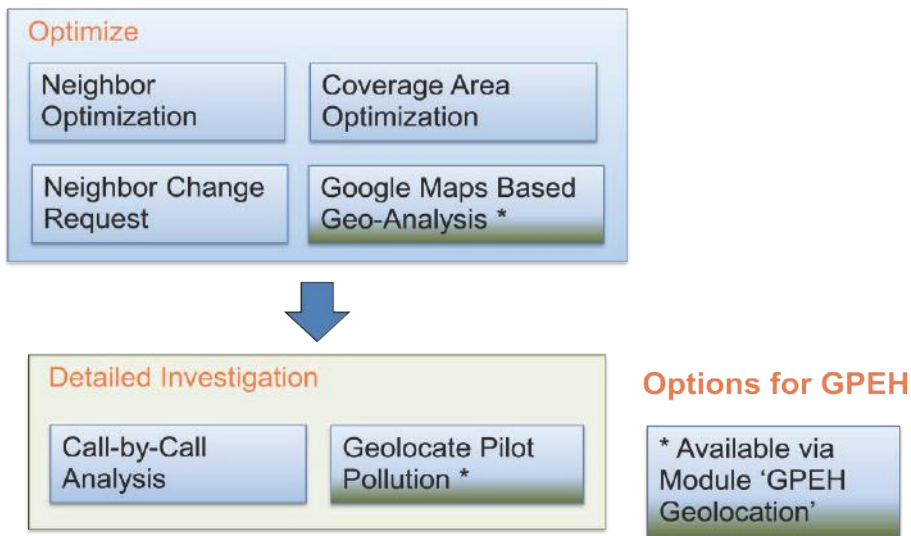 Optimize
Neighbor
Optimization
Coverage Area
Optimization
Neighbor Change
Request
Google Maps Based
Geo-Analysis *
Detailed Investigation
Call-by-Call
Analysis
Geolocate Pilot
Pollution *
Options for GPEH
* Available via
Module ‘GPEH
Geolocation’